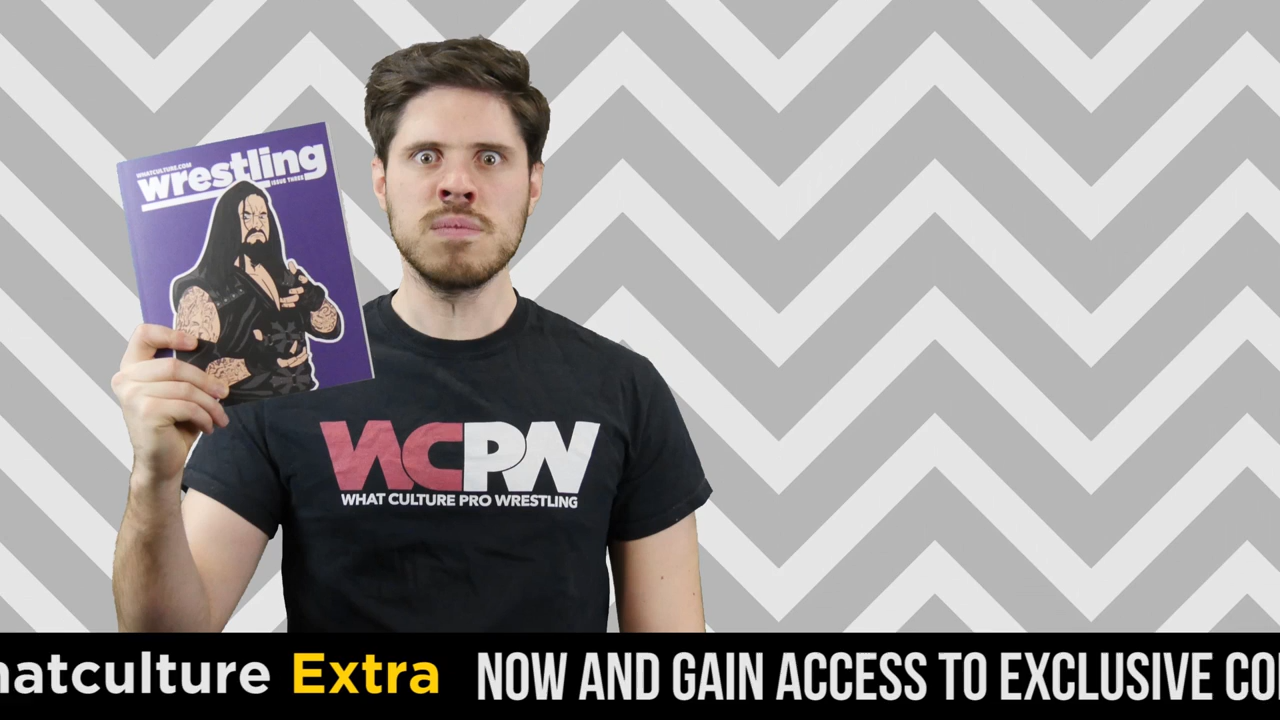 WHATCULTURE.COM
wrestling
ISSUE THREE
WCPW
WHAT CULTURE PRO WRESTLING
hatculture Extra NOW AND GAIN ACCESS TO EXCLUSIVE CO